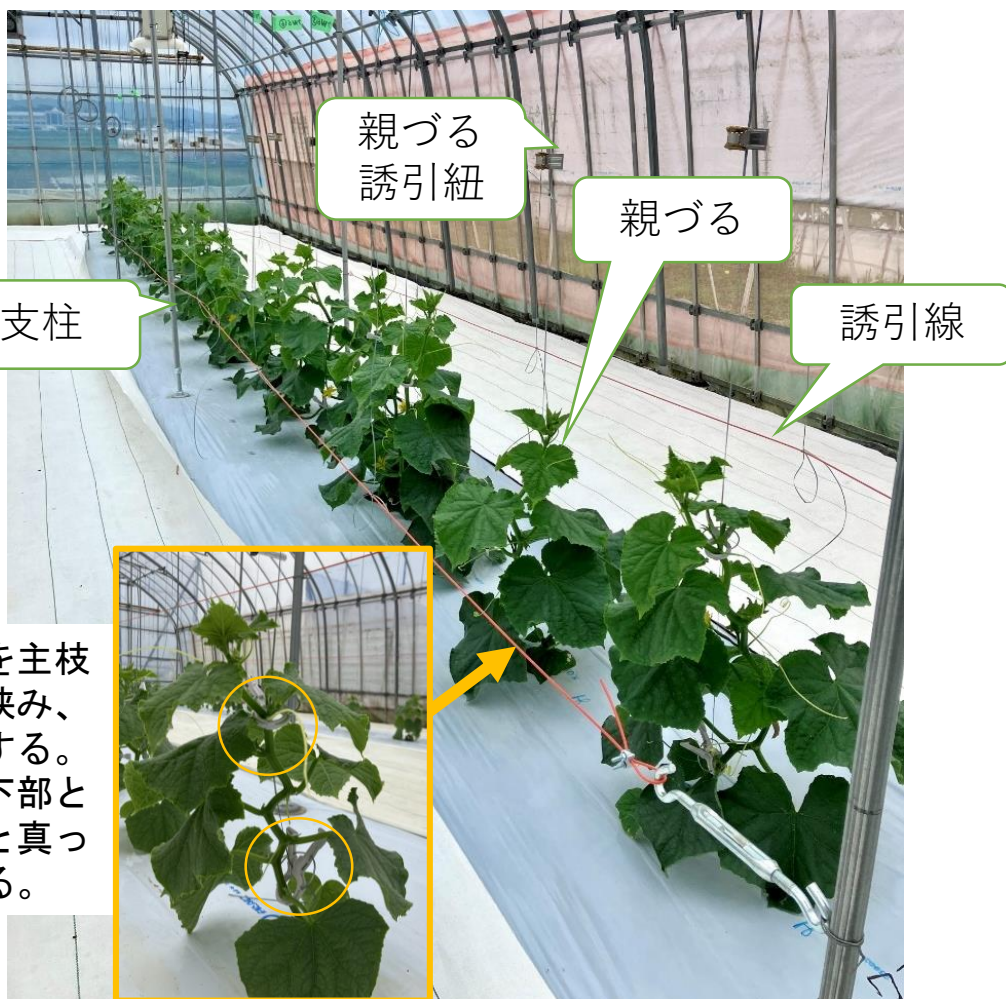 親づる
誘引紐
親づる
支柱
誘引線
を主枝
挟み、
する。
下部と
と真っ
る。